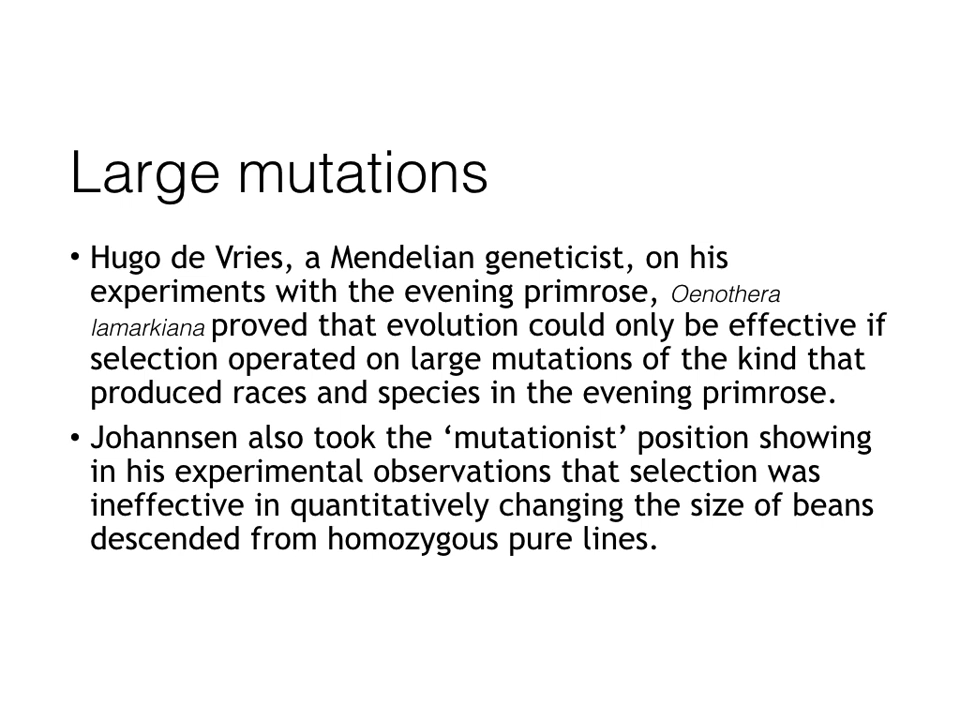 Large mutations
• Hugo de Vries, a Mendelian geneticist, on his
experiments with the evening primrose, Oenothera
lamarkiana proved that evolution could only be effective if
selection operated on large mutations of the kind that
produced races and species in the evening primrose.
• Johannsen also took the ‘mutationist’ position showing
in his experimental observations that selection was
ineffective in quantitatively changing the size of beans
descended from homozygous pure lines.